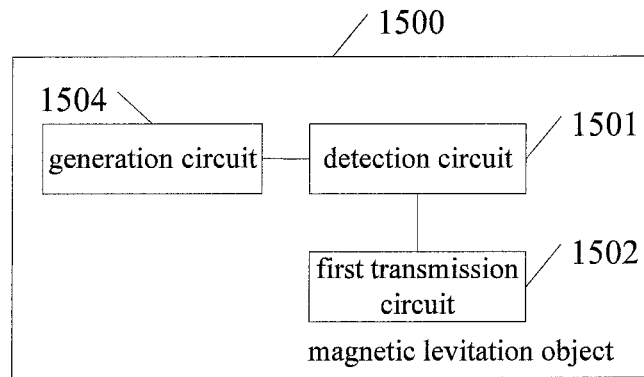 1500
1504
1501
generation circuit
detection circuit
1502
first transmission
circuit
magnetic levitation object